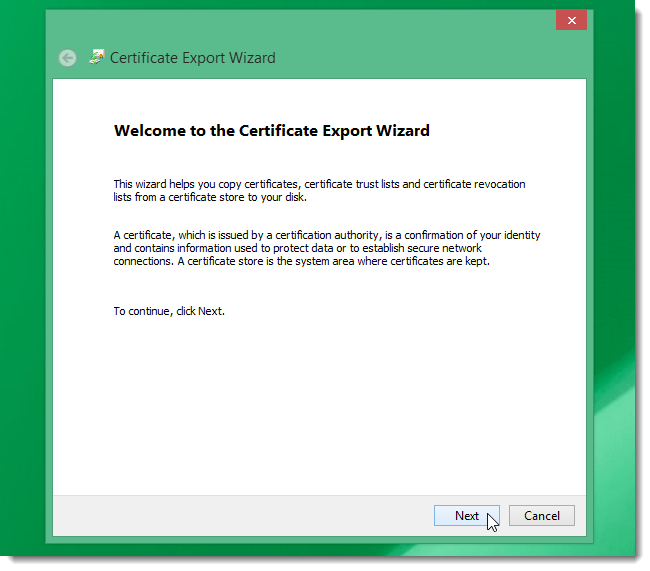 Certificate Export Wizard
Welcome to the Certificate Export Wizard
This wizard helps you copy certificates, certificate trust lists and certificate revocation
lists from a certificate store to your disk.
A certificate, which is issued by a certification authority, is a confirmation of your identity
and contains information used to protect data or to establish secure network
connections. A certificate store is the system area where certificates are kept.
To continue, click Next.
Next
Cancel